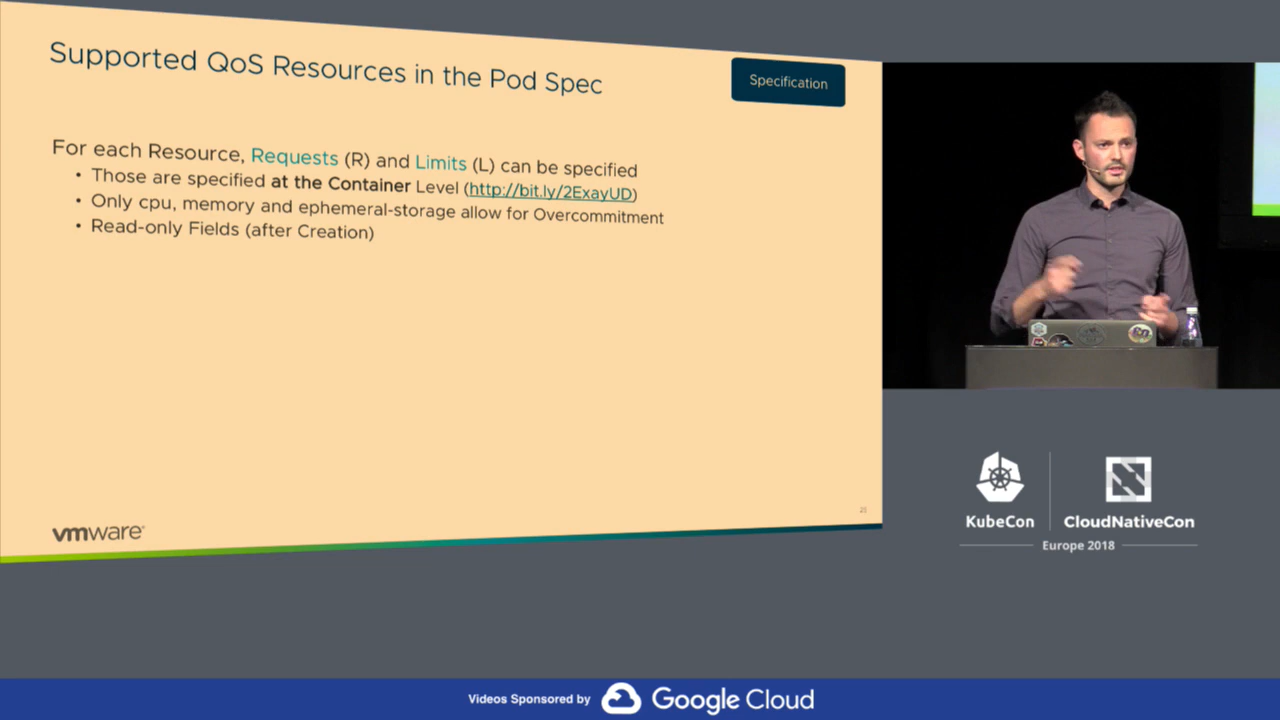 Supported QoS Resources in the Pod Spec
Specification
For each Resource, Requests (R) and Limits (L) can be specified
• Those are specified at the Container Level (http://bit.ly/2ExayUD)
• Only cpu, memory and ephemeral-storage allow for Overcommitment
• Read-only Fields (after Creation)
21
vmware®
KubeCon
CloudNativeCon
Europe 2018
Videos Sponsored by Google Cloud